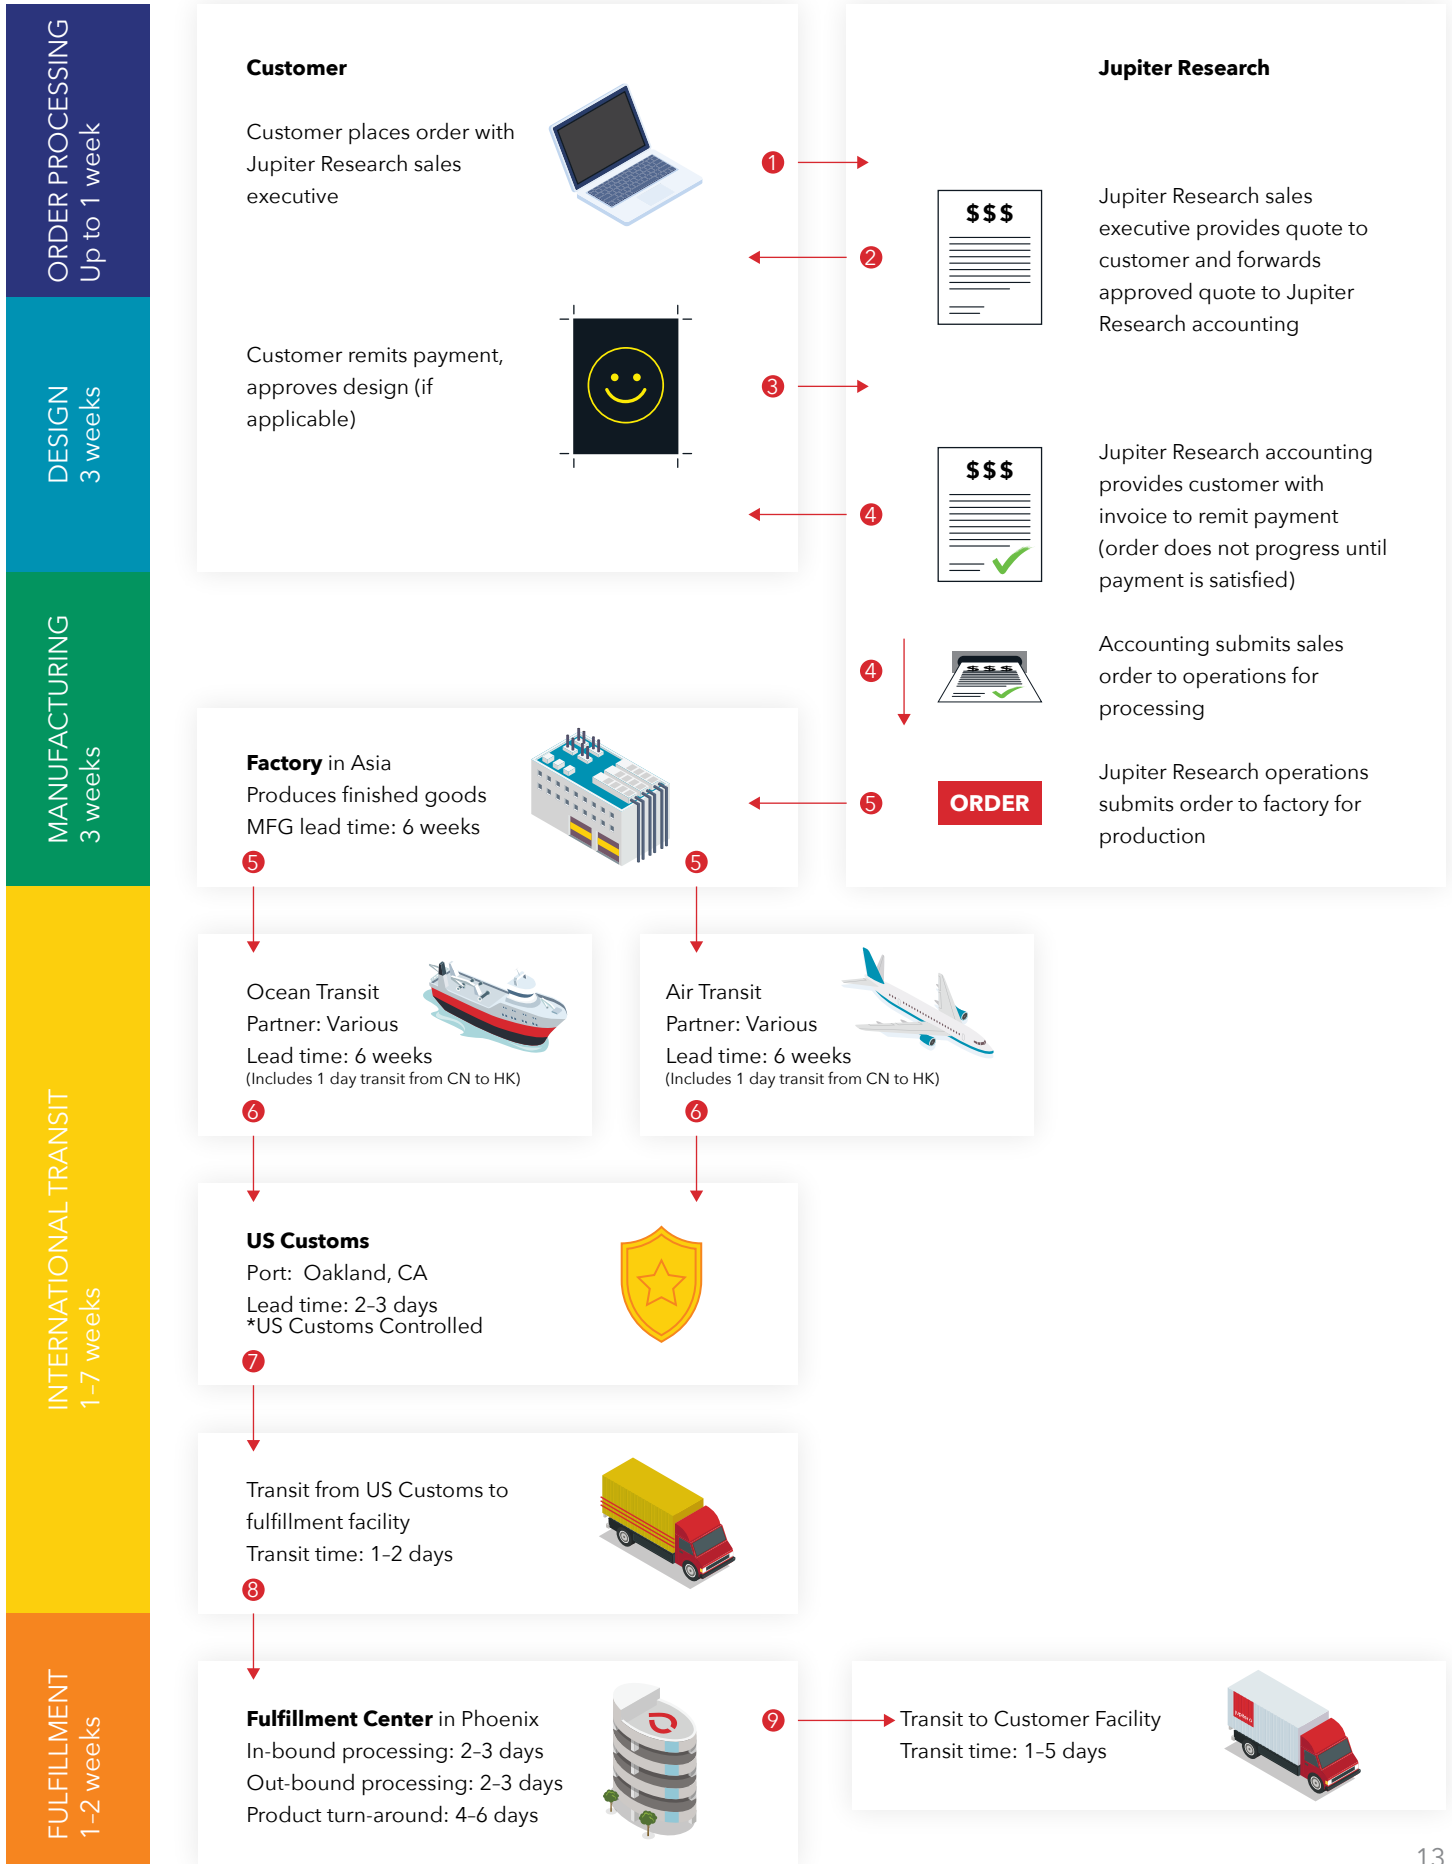 ORDER PROCESSING
Up to 1 week
DESIGN
3 weeks
MANUFACTURING
3 weeks
INTERNATIONAL TRANSIT
1–7 weeks
FULFILLMENT
1–2 weeks
Customer
Customer places order with
Jupiter Research sales
executive
1
2
Customer remits payment,
approves design (if
applicable)
3
4
Jupiter Research
$$$
Jupiter Research sales
executive provides quote to
customer and forwards
approved quote to Jupiter
Research accounting
$$$
Jupiter Research accounting
provides customer with
invoice to remit payment
(order does not progress until
payment is satisfied)
4
$$$
Accounting submits sales
order to operations for
processing
5
ORDER
Jupiter Research operations
submits order to factory for
production
Factory in Asia
Produces finished goods
MFG lead time: 6 weeks
5
5
Ocean Transit
Partner: Various
Lead time: 6 weeks
(Includes 1 day transit from CN to HK)
6
Air Transit
Partner: Various
Lead time: 6 weeks
(Includes 1 day transit from CN to HK)
6
US Customs
Port: Oakland, CA
Lead time: 2–3 days
*US Customs Controlled
7
Transit from US Customs to
fulfillment facility
Transit time: 1–2 days
8
Fulfillment Center in Phoenix
In-bound processing: 2–3 days
Out-bound processing: 2–3 days
Product turn-around: 4–6 days
9
Transit to Customer Facility
Transit time: 1–5 days
13